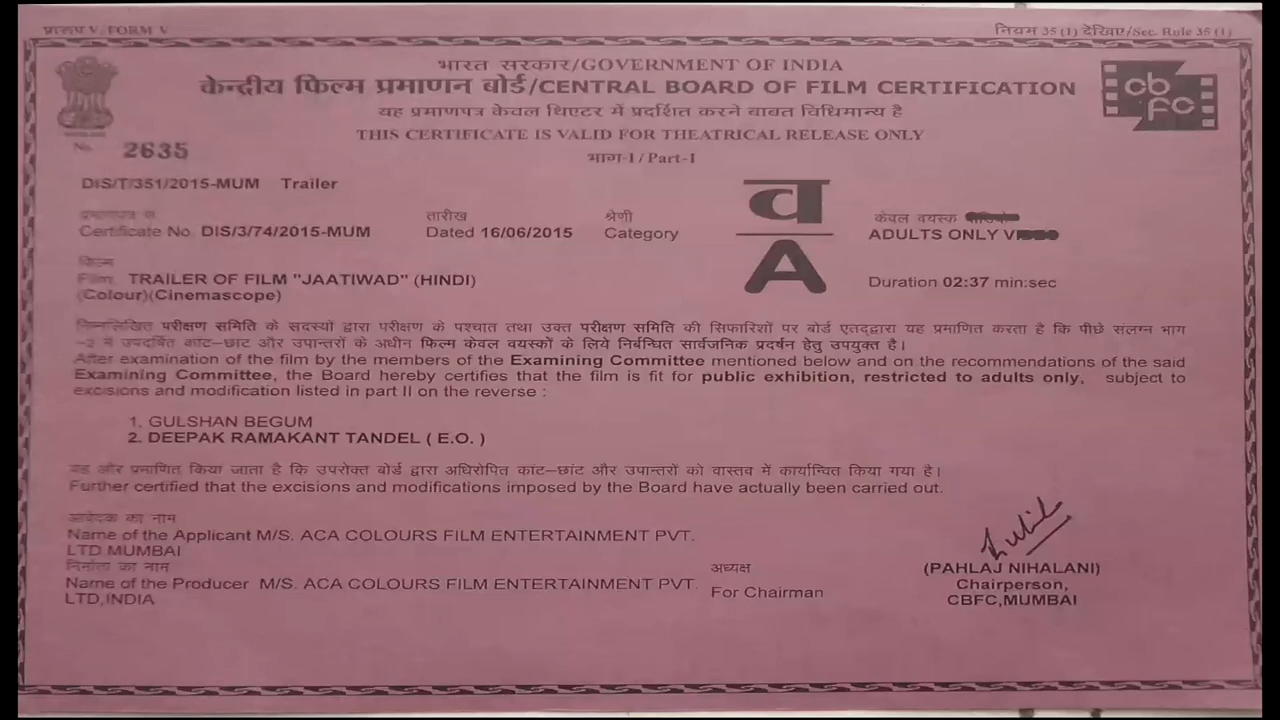 प्रारूप V/FORM V
नियम 35 (1) देखिए/Sec. Rule 35 (1)
भारत सरकार/GOVERNMENT OF INDIA
केन्द्रीय फिल्म प्रमाणन बोर्ड/CENTRAL BOARD OF FILM CERTIFICATION
cb
fc
यह प्रमाणपत्र केवल थिएटर में प्रदर्शित करने बाबत विधिमान्य है
THIS CERTIFICATE IS VALID FOR THEATRICAL RELEASE ONLY
No. 2635
भाग-I / Part-I
DIS/T/351/2015-MUM Trailer
व
A
प्रमाणपत्र सं तारीख श्रेणी केवल वयस्क
Certificate No. DIS/3/74/2015-MUM Dated 16/06/2015 Category ADULTS ONLY
फिल्म
Film TRAILER OF FILM "JAATIWAD" (HINDI) Duration 02:37 min:sec
(Colour)(Cinemascope)
निम्नलिखित परीक्षण समिति के सदस्यों द्वारा परीक्षण के पश्चात तथा उक्त परीक्षण समिति की सिफारिशों पर बोर्ड एतद्द्वारा यह प्रमाणित करता है कि पीछे संलग्न भाग
-2 में उपदर्षित कांट-छांट और उपान्तरों के अधीन फिल्म केवल वयस्कों के लिये निर्बन्धित सार्वजनिक प्रदर्षन हेतु उपयुक्त है।
After examination of the film by the members of the Examining Committee mentioned below and on the recommendations of the said
Examining Committee, the Board hereby certifies that the film is fit for public exhibition, restricted to adults only, subject to
excisions and modification listed in part II on the reverse :
1. GULSHAN BEGUM
2. DEEPAK RAMAKANT TANDEL ( E.O. )
यह और प्रमाणित किया जाता है कि उपरोक्त बोर्ड द्वारा अधिरोपित कांट-छांट और उपान्तरों को वास्तव में कार्यान्वित किया गया है।
Further certified that the excisions and modifications imposed by the Board have actually been carried out.
आवेदक का नाम
Name of the Applicant M/S. ACA COLOURS FILM ENTERTAINMENT PVT.
LTD MUMBAI
निर्माता का नाम
Name of the Producer M/S. ACA COLOURS FILM ENTERTAINMENT PVT.
LTD,INDIA
अध्यक्ष
For Chairman
(PAHLAJ NIHALANI)
Chairperson,
CBFC,MUMBAI